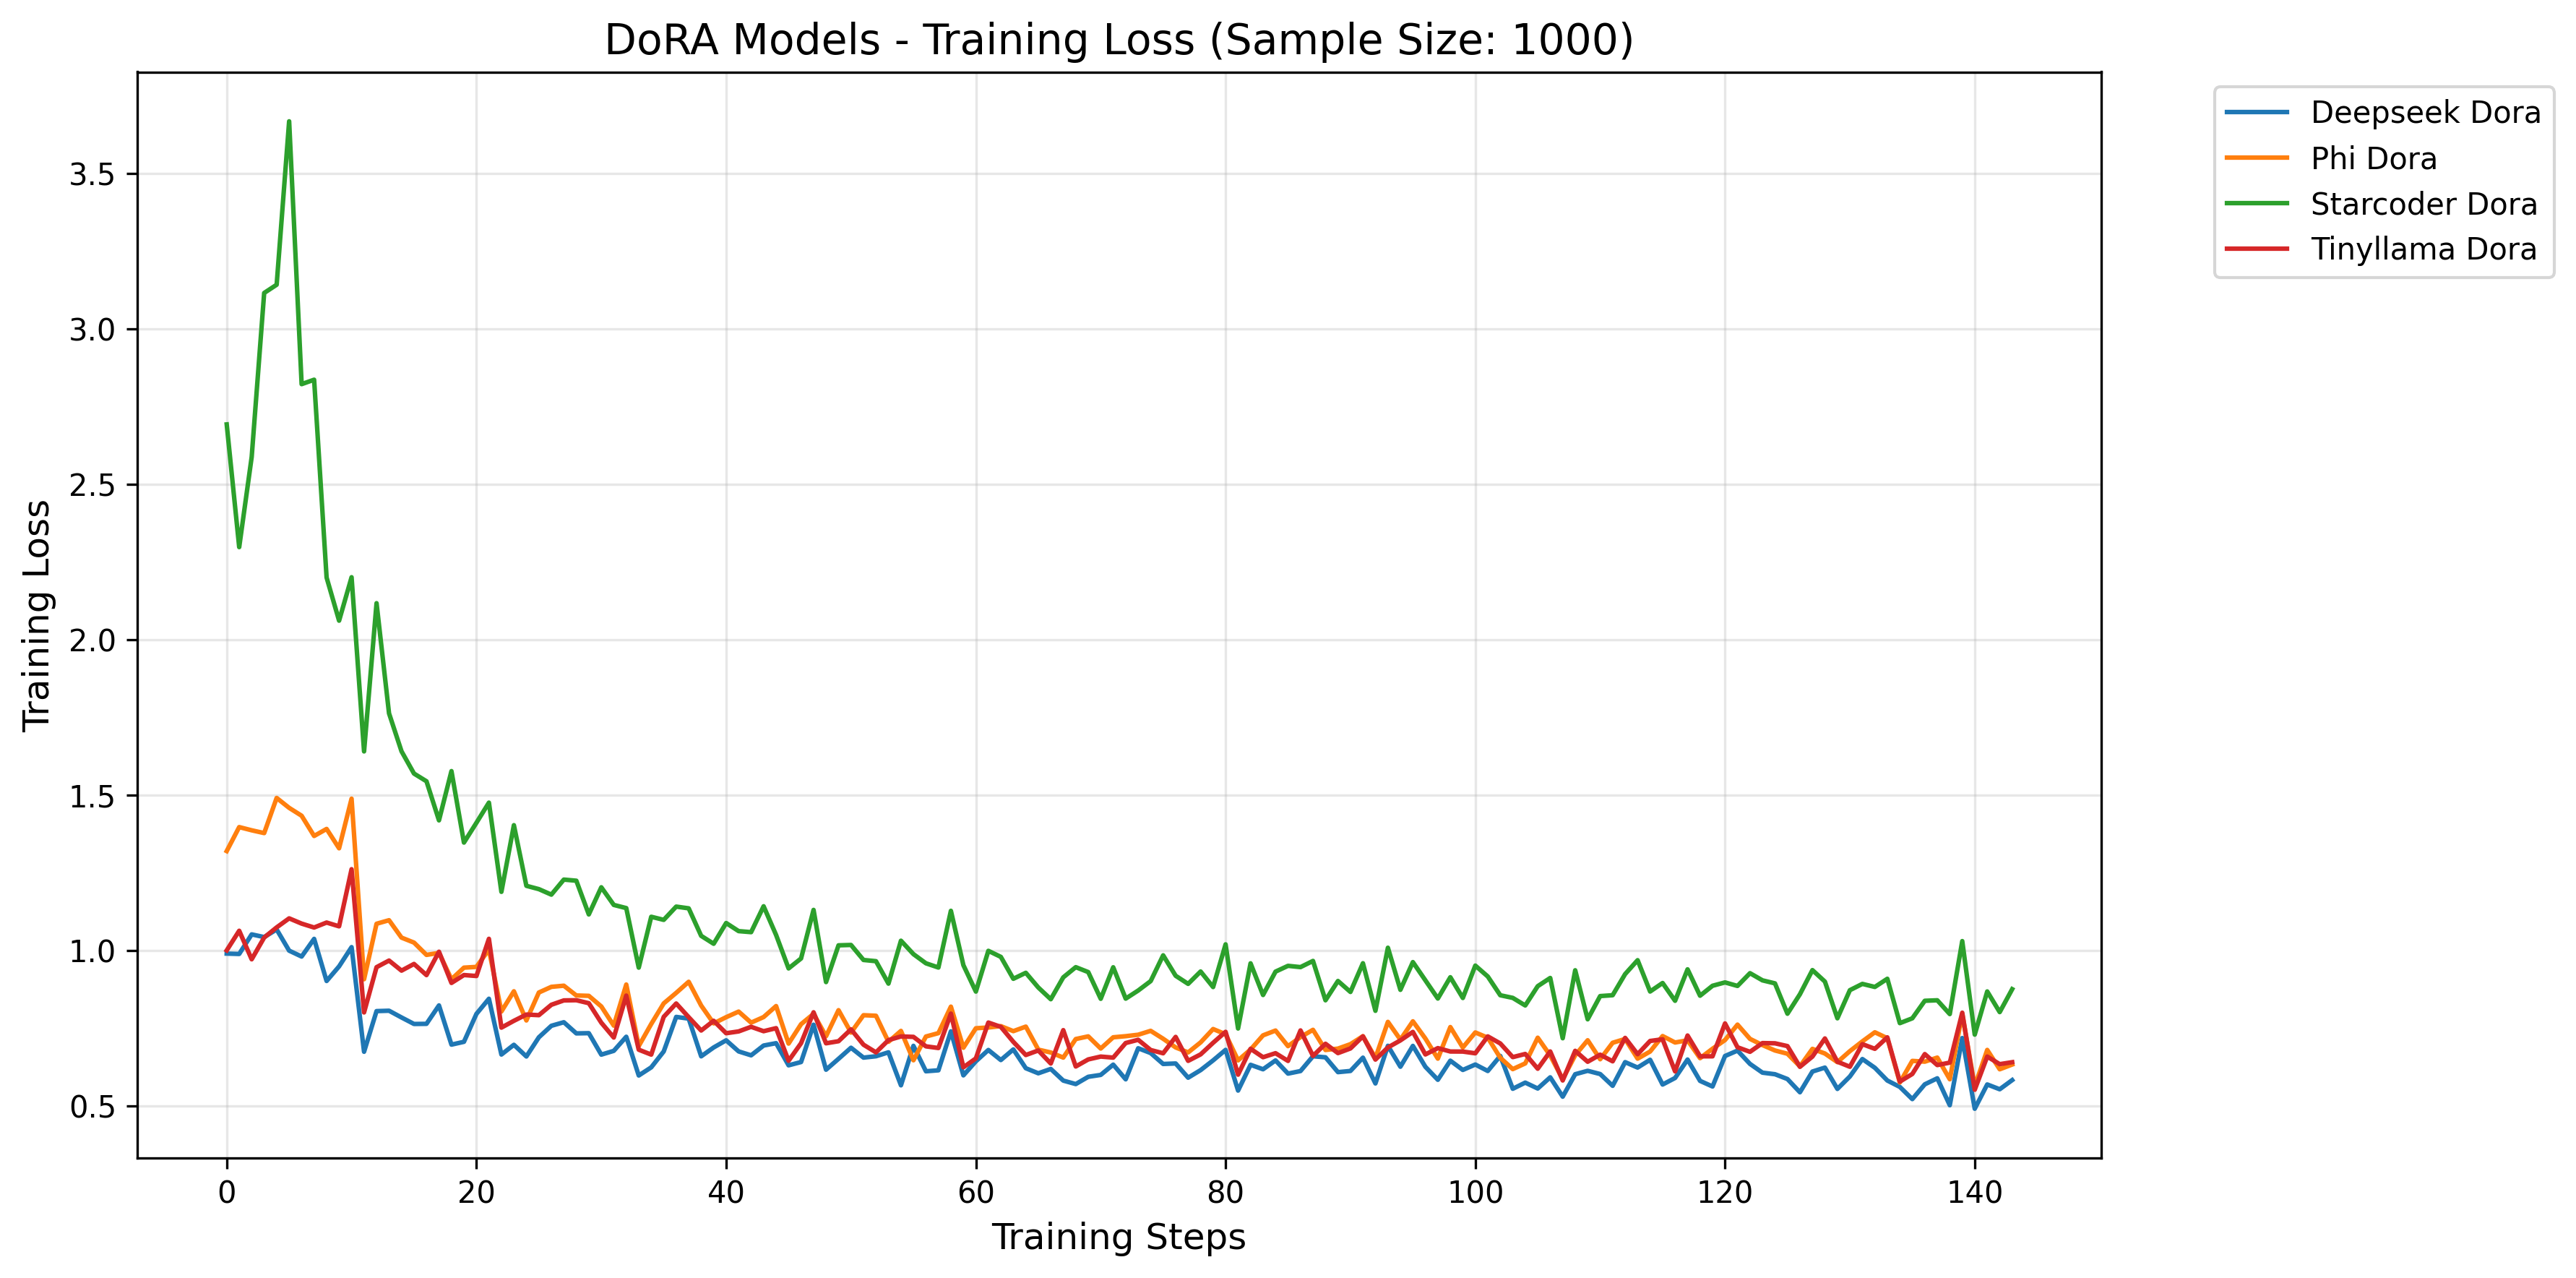 DoRA Models - Training Loss (Sample Size: 1000)
Deepseek Dora
Phi Dora
Starcoder Dora
Tinyllama Dora
Training Loss
3.5
3.0
2.5
2.0
1.5
1.0
0.5
0 20 40 60 80 100 120 140
Training Steps